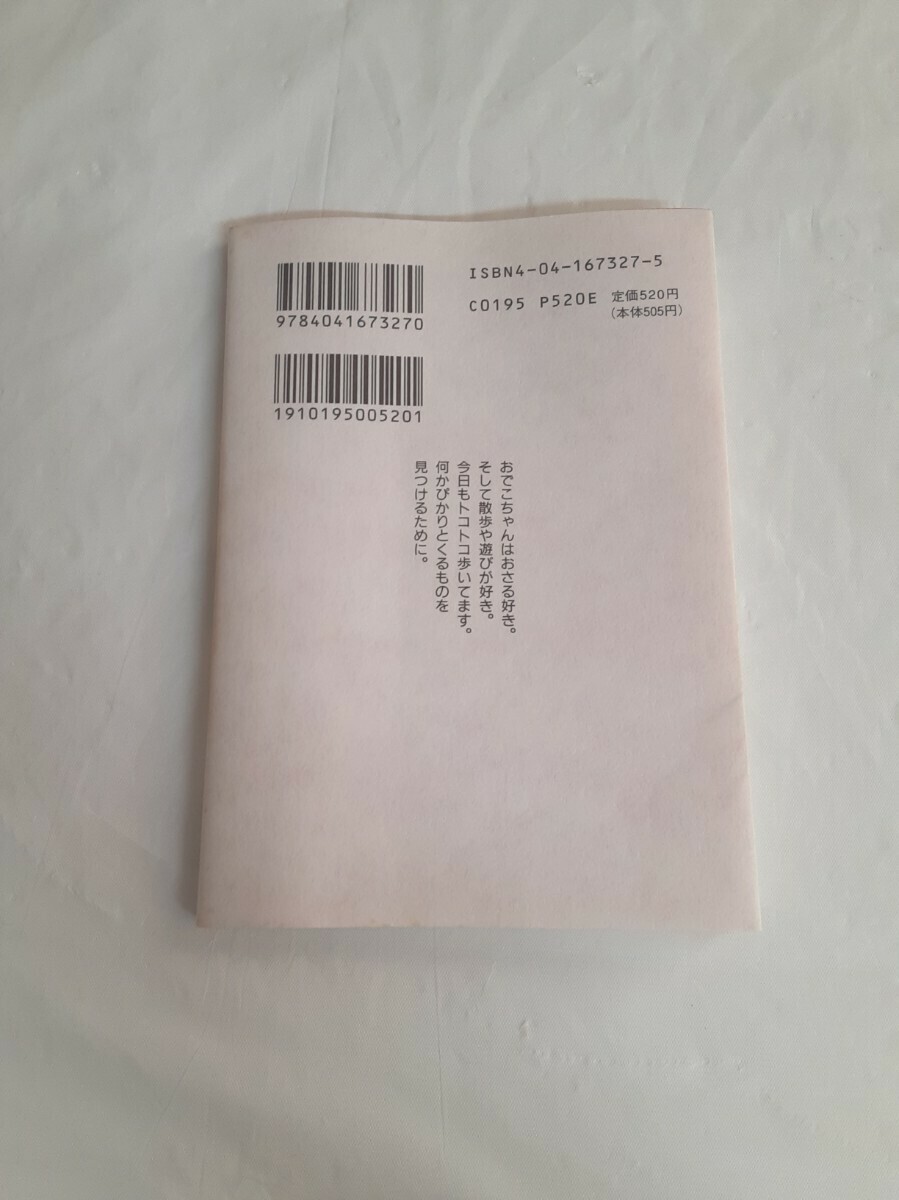 ISBN4-04-167327-5
C0195 P520E 定価520円
(本体505円)
9784041673270
1910195005201
おでこちゃんはおさる好き。
そして散歩や遊びが好き。
今日もトコトコ歩いてます。
何かぴかりとくるものを
見つけるために。